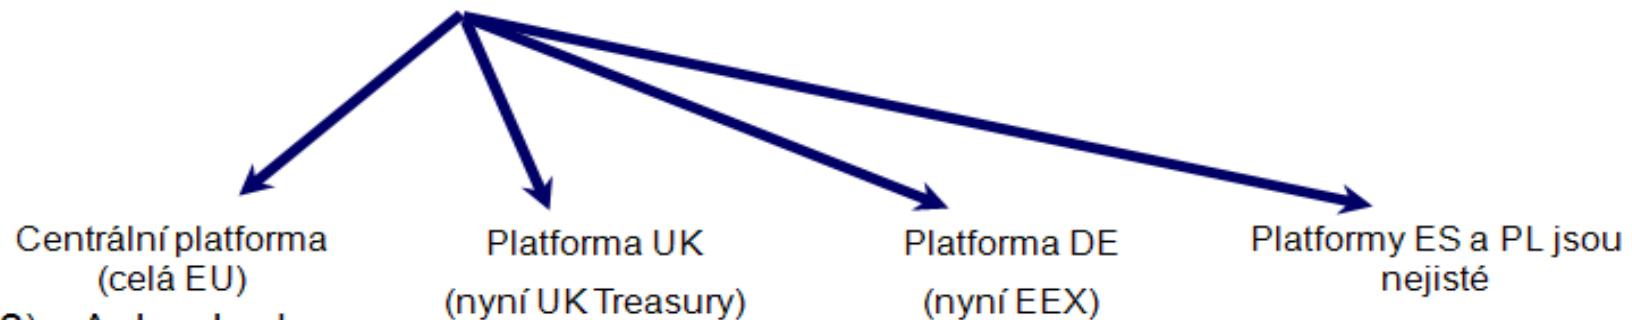 Centrální platforma
(celá EU)
Platforma UK
(nyní UK Treasury)
Platforma DE
(nyní EEX)
Platformy ES a PL jsou
nejisté